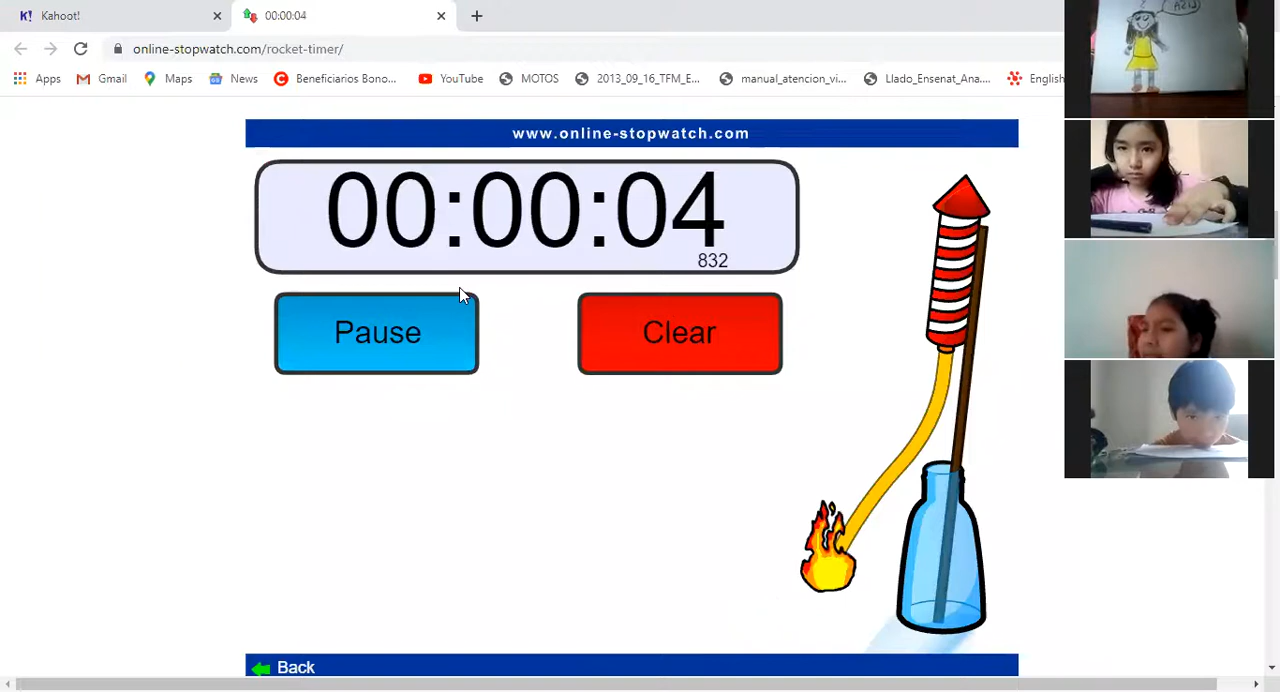 Kahoot!
00:00:04
online-stopwatch.com/rocket-timer/
Apps
Gmail
Maps
News
Beneficiarios Bono...
YouTube
MOTOS
2013_09_16_TFM_E...
manual_atencion_vi...
Llado_Ensenat_Ana....
English
www.online-stopwatch.com
00:00:04
832
Pause
Clear
Back